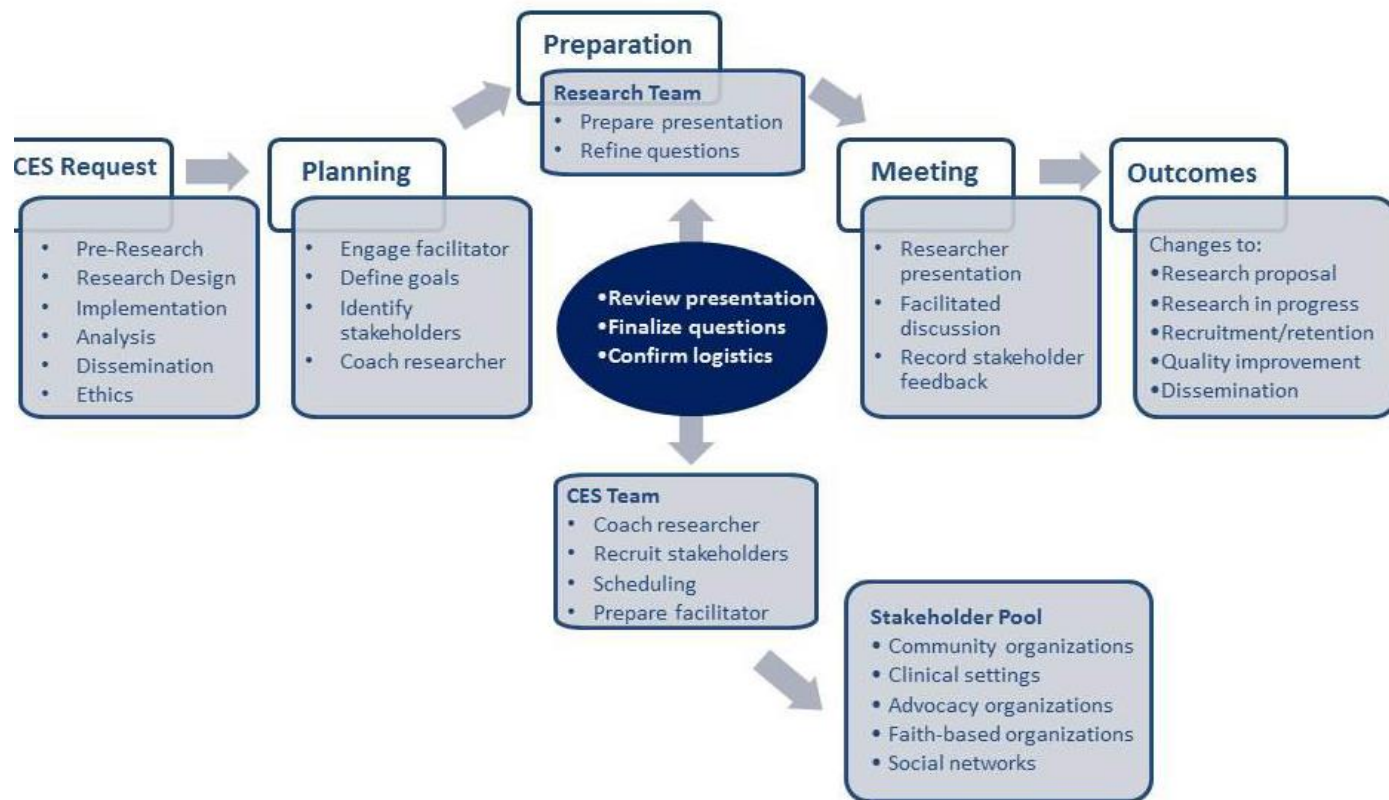 CES Request
• Pre-Research
• Research Design
• Implementation
• Analysis
• Dissemination
• Ethics
Planning
• Engage facilitator
• Define goals
• Identify
stakeholders
• Coach researcher
Preparation
Research Team
• Prepare presentation
• Refine questions
•Review presentation
•Finalize questions
•Confirm logistics
CES Team
• Coach researcher
• Recruit stakeholders
• Scheduling
• Prepare facilitator
Stakeholder Pool
• Community organizations
• Clinical settings
• Advocacy organizations
• Faith-based organizations
• Social networks
Meeting
• Researcher
presentation
• Facilitated
discussion
• Record stakeholder
feedback
Outcomes
Changes to:
•Research proposal
•Research in progress
•Recruitment/retention
•Quality improvement
•Dissemination